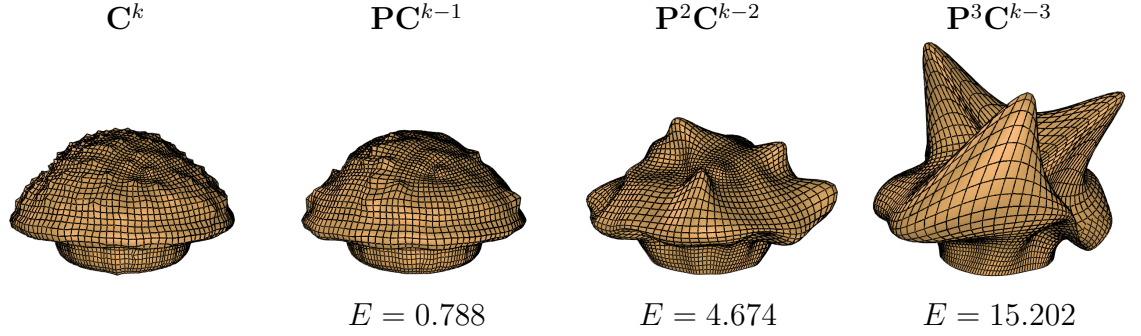 C^k PC^{k−1} P^2C^{k−2} P^3C^{k−3}
E = 0.788 E = 4.674 E = 15.202